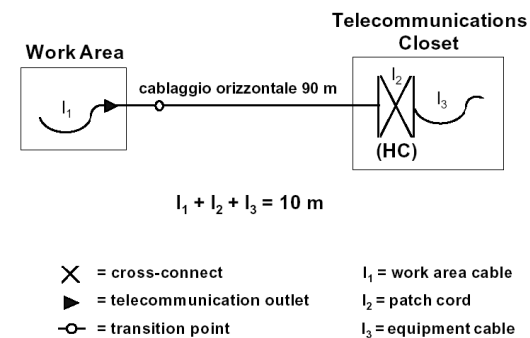 Telecommunications
Closet
Work Area
cablaggio orizzontale 90 m
l₁
l₂
l₃
(HC)
l₁ + l₂ + l₃ = 10 m
= cross-connect
l₁ = work area cable
= telecommunication outlet
l₂ = patch cord
= transition point
l₃ = equipment cable